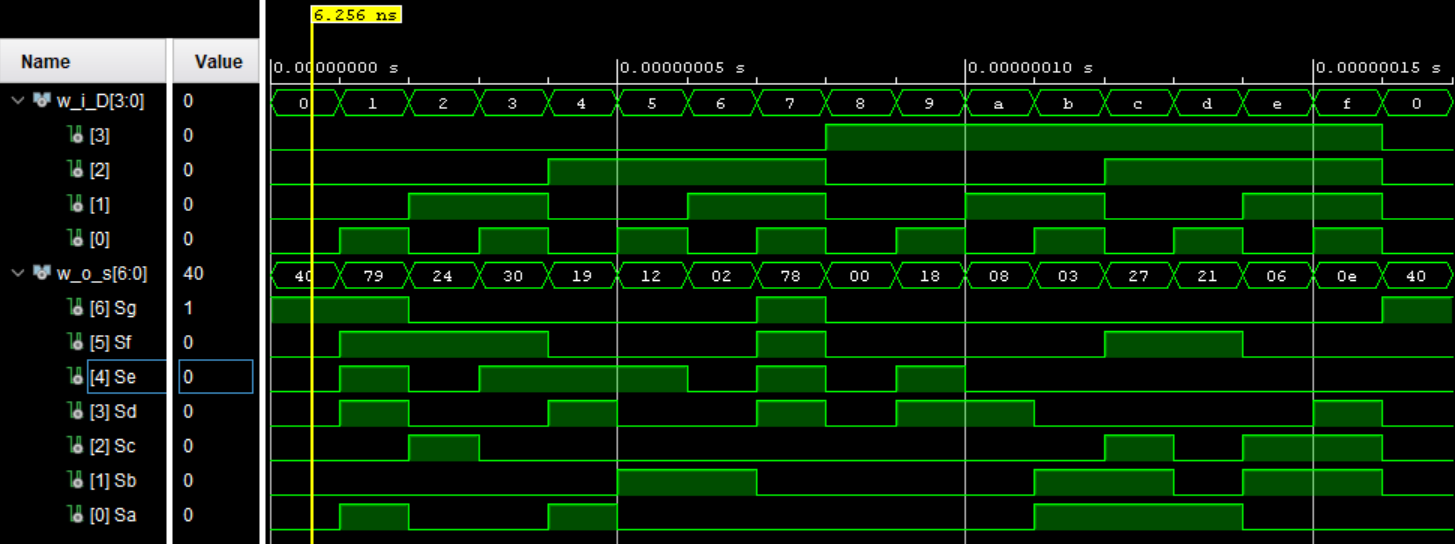 6.256 ns
Name Value
0.00000000 s 0.00000005 s 0.00000010 s 0.00000015 s
w_i_D[3:0] 0 0 1 2 3 4 5 6 7 8 9 a b c d e f 0
[3] 0
[2] 0
[1] 0
[0] 0
w_o_s[6:0] 40 40 79 24 30 19 12 02 78 00 18 08 03 27 21 06 0e 40
[6] Sg 1
[5] Sf 0
[4] Se 0
[3] Sd 0
[2] Sc 0
[1] Sb 0
[0] Sa 0